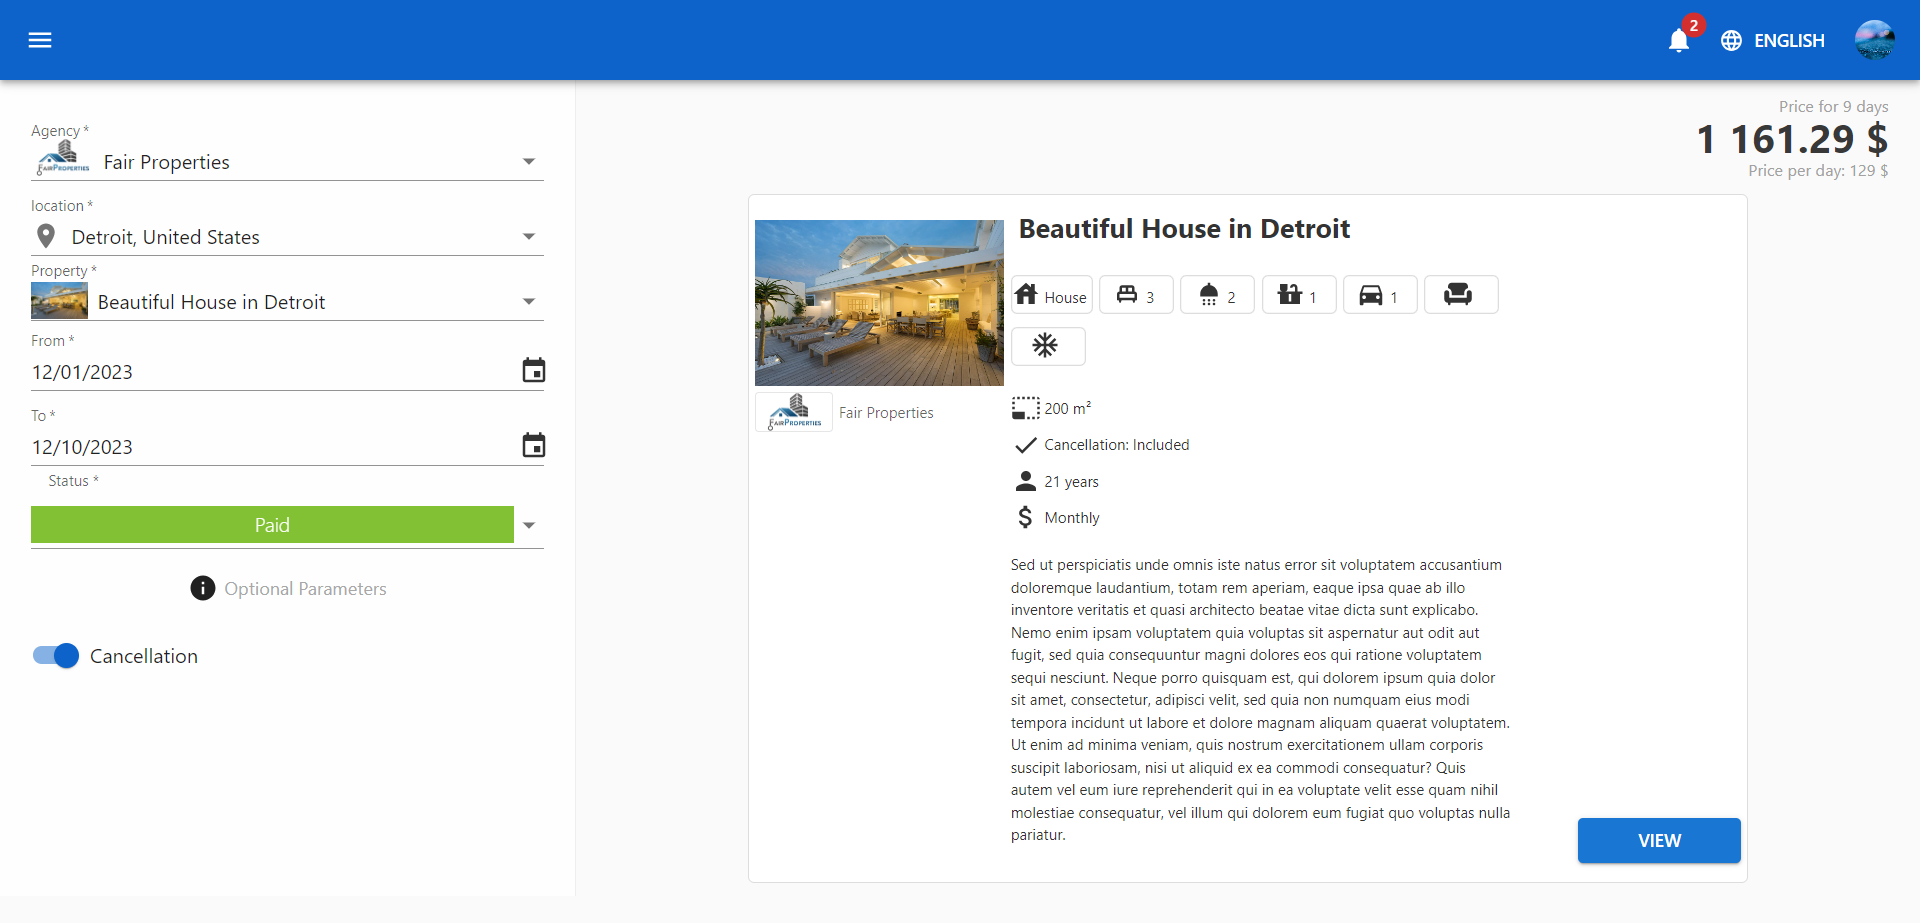 2
ENGLISH
Agency *
FAIRPROPERTIES
Fair Properties
location *
Detroit, United States
Property *
Beautiful House in Detroit
From *
12/01/2023
To *
12/10/2023
Status *
Paid
Optional Parameters
Cancellation
Price for 9 days
1 161.29 $
Price per day: 129 $
Beautiful House in Detroit
House
3
2
1
1
FAIRPROPERTIES
Fair Properties
200 m²
Cancellation: Included
21 years
Monthly
Sed ut perspiciatis unde omnis iste natus error sit voluptatem accusantium
doloremque laudantium, totam rem aperiam, eaque ipsa quae ab illo
inventore veritatis et quasi architecto beatae vitae dicta sunt explicabo.
Nemo enim ipsam voluptatem quia voluptas sit aspernatur aut odit aut
fugit, sed quia consequuntur magni dolores eos qui ratione voluptatem
sequi nesciunt. Neque porro quisquam est, qui dolorem ipsum quia dolor
sit amet, consectetur, adipisci velit, sed quia non numquam eius modi
tempora incidunt ut labore et dolore magnam aliquam quaerat voluptatem.
Ut enim ad minima veniam, quis nostrum exercitationem ullam corporis
suscipit laboriosam, nisi ut aliquid ex ea commodi consequatur? Quis
autem vel eum iure reprehenderit qui in ea voluptate velit esse quam nihil
molestiae consequatur, vel illum qui dolorem eum fugiat quo voluptas nulla
pariatur.
VIEW